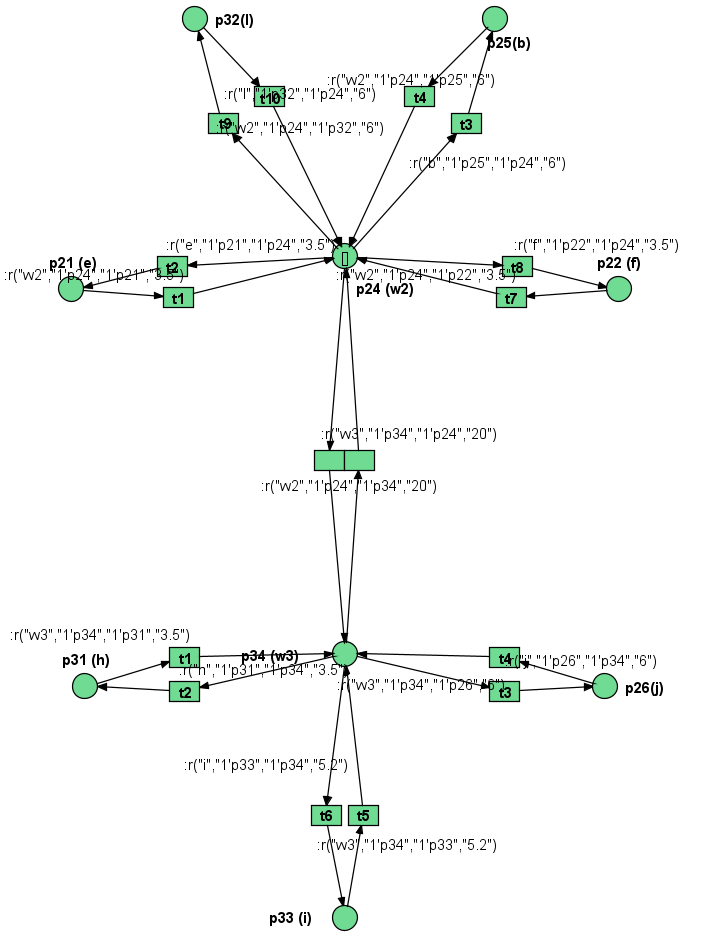 p32(l)
p25(b)
:r("w2","1'p24","1'p25","6")
:r("l","1'p32","1'p24","6")
t10
t4
t9
:r("w2","1'p24","1'p32","6")
t3
:r("b","1'p25","1'p24","6")
:r("e","1'p21","1'p24","3.5")
:r("f","1'p22","1'p24","3.5")
p21 (e)
t2
t8
p22 (f)
:r("w2","1'p24","1'p21","3.5")
:r("w2","1'p24","1'p22","3.5")
p24 (w2)
t1
t7
:r("w3","1'p34","1'p24","20")
:r("w2","1'p24","1'p34","20")
:r("w3","1'p34","1'p31","3.5")
p31 (h)
t1
p34 (w3)
t4
:r("j","1'p26","1'p34","6")
:r("h","1'p31","1'p34","3.5")
t2
:r("w3","1'p34","1'p26","6")
t3
p26(j)
:r("i","1'p33","1'p34","5.2")
t6
t5
:r("w3","1'p34","1'p33","5.2")
p33 (i)